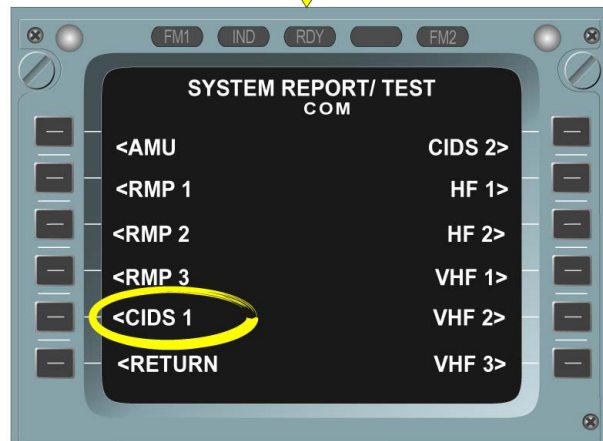 FM1 IND RDY FM2
SYSTEM REPORT/ TEST
COM
<AMU CIDS 2>
<RMP 1 HF 1>
<RMP 2 HF 2>
<RMP 3 VHF 1>
<CIDS 1 VHF 2>
<RETURN VHF 3>